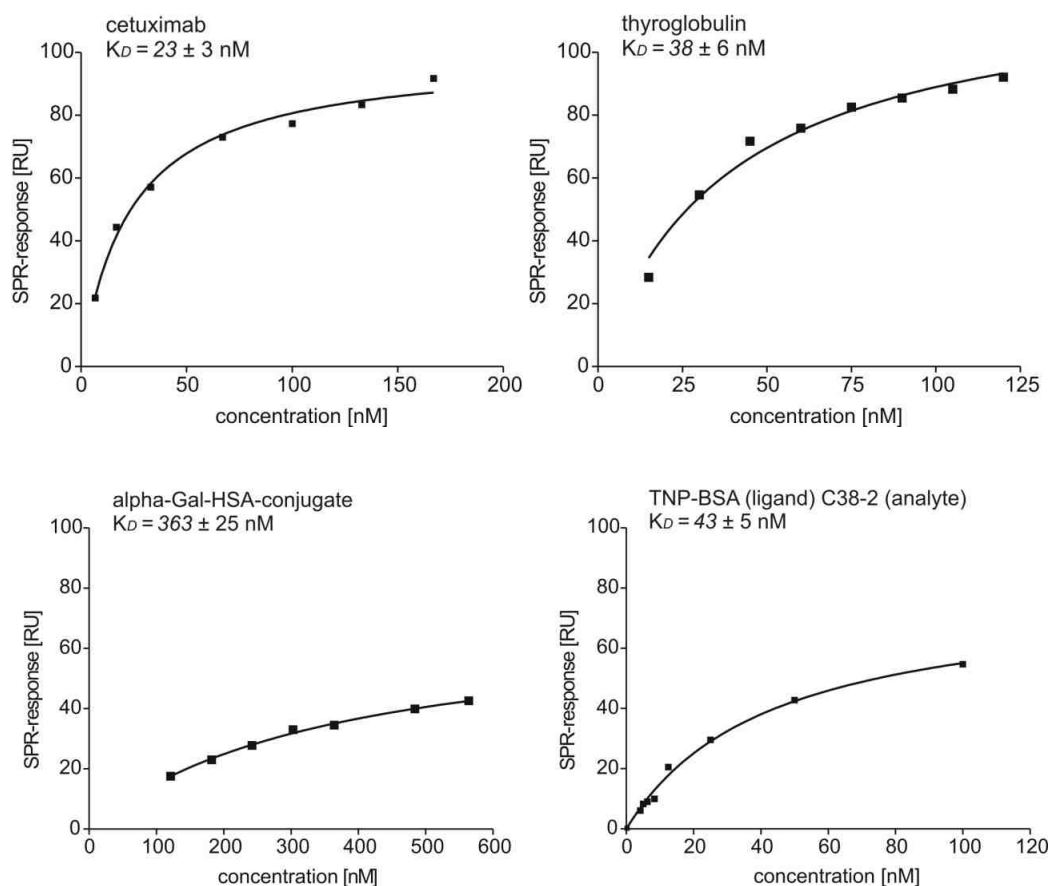 cetuximab
KD = 23 ± 3 nM
100
80
60
40
20
0
SPR-response [RU]
0 50 100 150 200
concentration [nM]
thyroglobulin
KD = 38 ± 6 nM
100
80
60
40
20
0
SPR-response [RU]
0 25 50 75 100 125
concentration [nM]
alpha-Gal-HSA-conjugate
KD = 363 ± 25 nM
100
80
60
40
20
0
SPR-response [RU]
0 100 200 300 400 500 600
concentration [nM]
TNP-BSA (ligand) C38-2 (analyte)
KD = 43 ± 5 nM
100
80
60
40
20
0
SPR-response [RU]
0 20 40 60 80 100 120
concentration [nM]